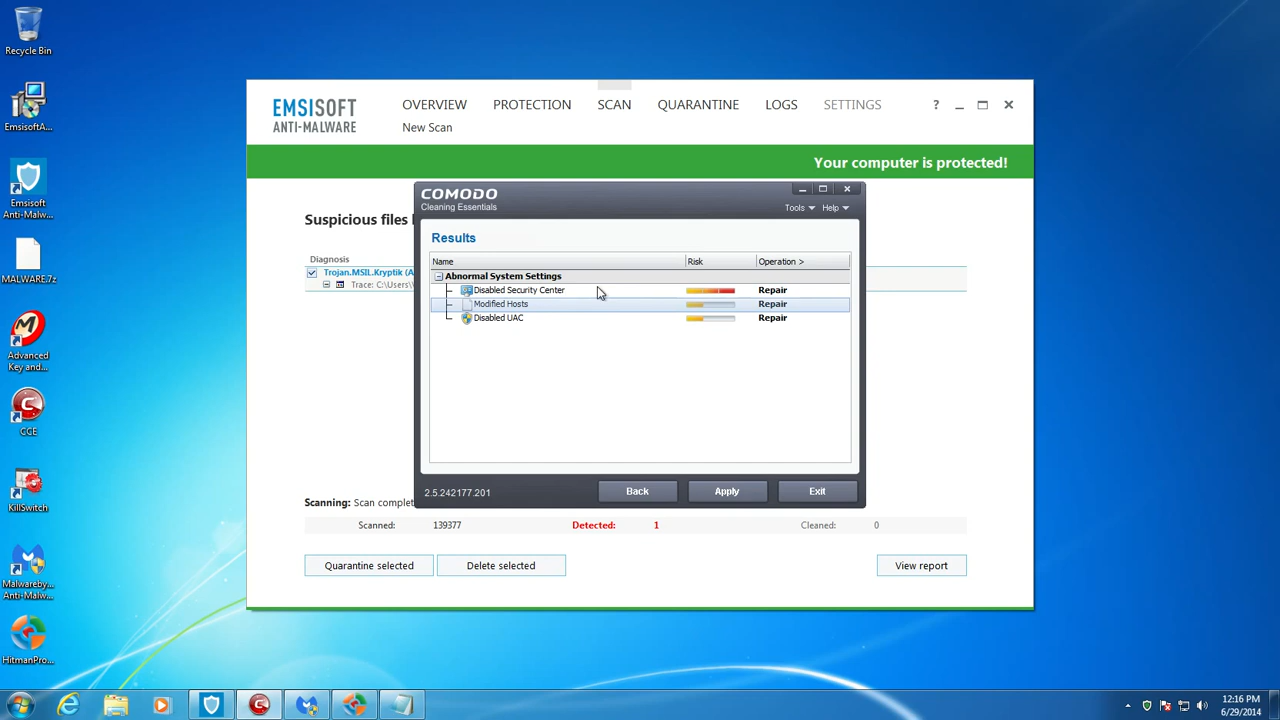 Recycle Bin
EmsisoftA...
Emsisoft
Anti-Malw...
MALWARE.7z
Advanced
Key and...
CCE
KillSwitch
Malwareby...
Anti-Malw...
HitmanPro...
EMSISOFT
ANTI-MALWARE
OVERVIEW PROTECTION SCAN QUARANTINE LOGS SETTINGS ?
New Scan
Your computer is protected!
Suspicious files
Diagnosis
Trojan.MSIL.Kryptik (A
Trace: C:\Users\
COMODO
Cleaning Essentials
Tools Help
Results
Name Risk Operation >
Abnormal System Settings
Disabled Security Center Repair
Modified Hosts Repair
Disabled UAC Repair
2.5.242177.201 Back Apply Exit
Scanning: Scan complet
Scanned: 139377 Detected: 1 Cleaned: 0
Quarantine selected Delete selected View report
12:16 PM
6/29/2014